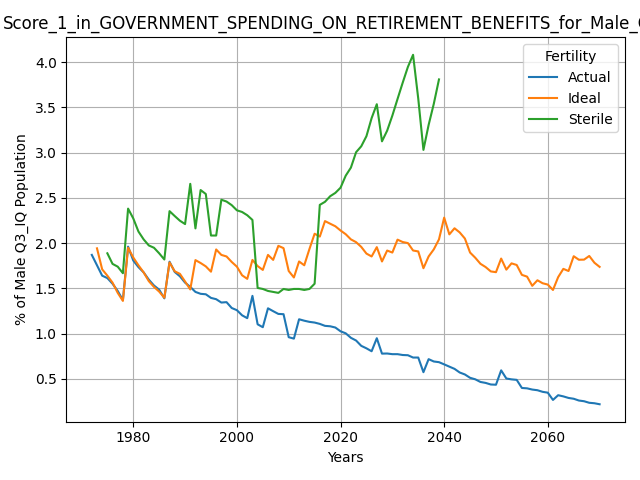 Score_1_in_GOVERNMENT_SPENDING_ON_RETIREMENT_BENEFITS_for_Male_
Fertility
Actual
Ideal
Sterile
% of Male Q3_IQ Population
4.0
3.5
3.0
2.5
2.0
1.5
1.0
0.5
1980 2000 2020 2040 2060
Years